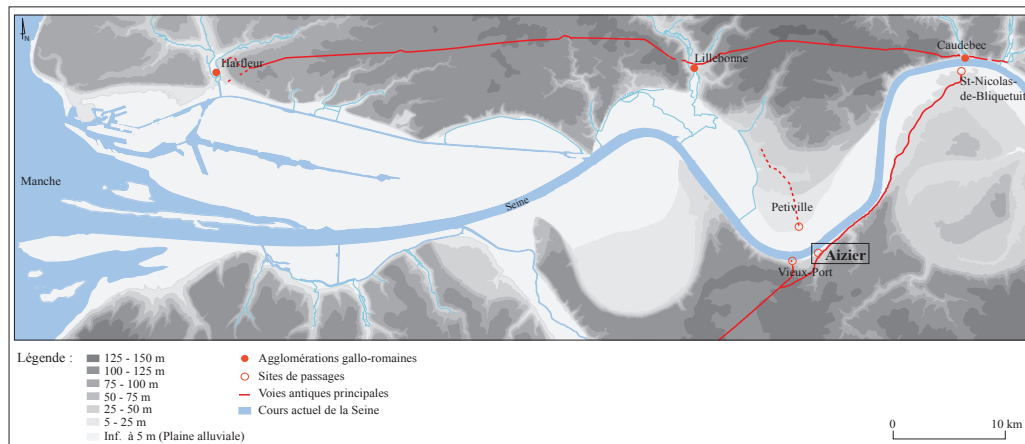 N
Harfleur
Lillebonne
Caudebec
St-Nicolas-
de-Bliquetuit
Manche
Seine
Petiville
Aizier
Vieux-Port
Légende :
125 - 150 m
100 - 125 m
75 - 100 m
50 - 75 m
25 - 50 m
5 - 25 m
Inf. à 5 m (Plaine alluviale)
Agglomérations gallo-romaines
Sites de passages
Voies antiques principales
Cours actuel de la Seine
0 10 km